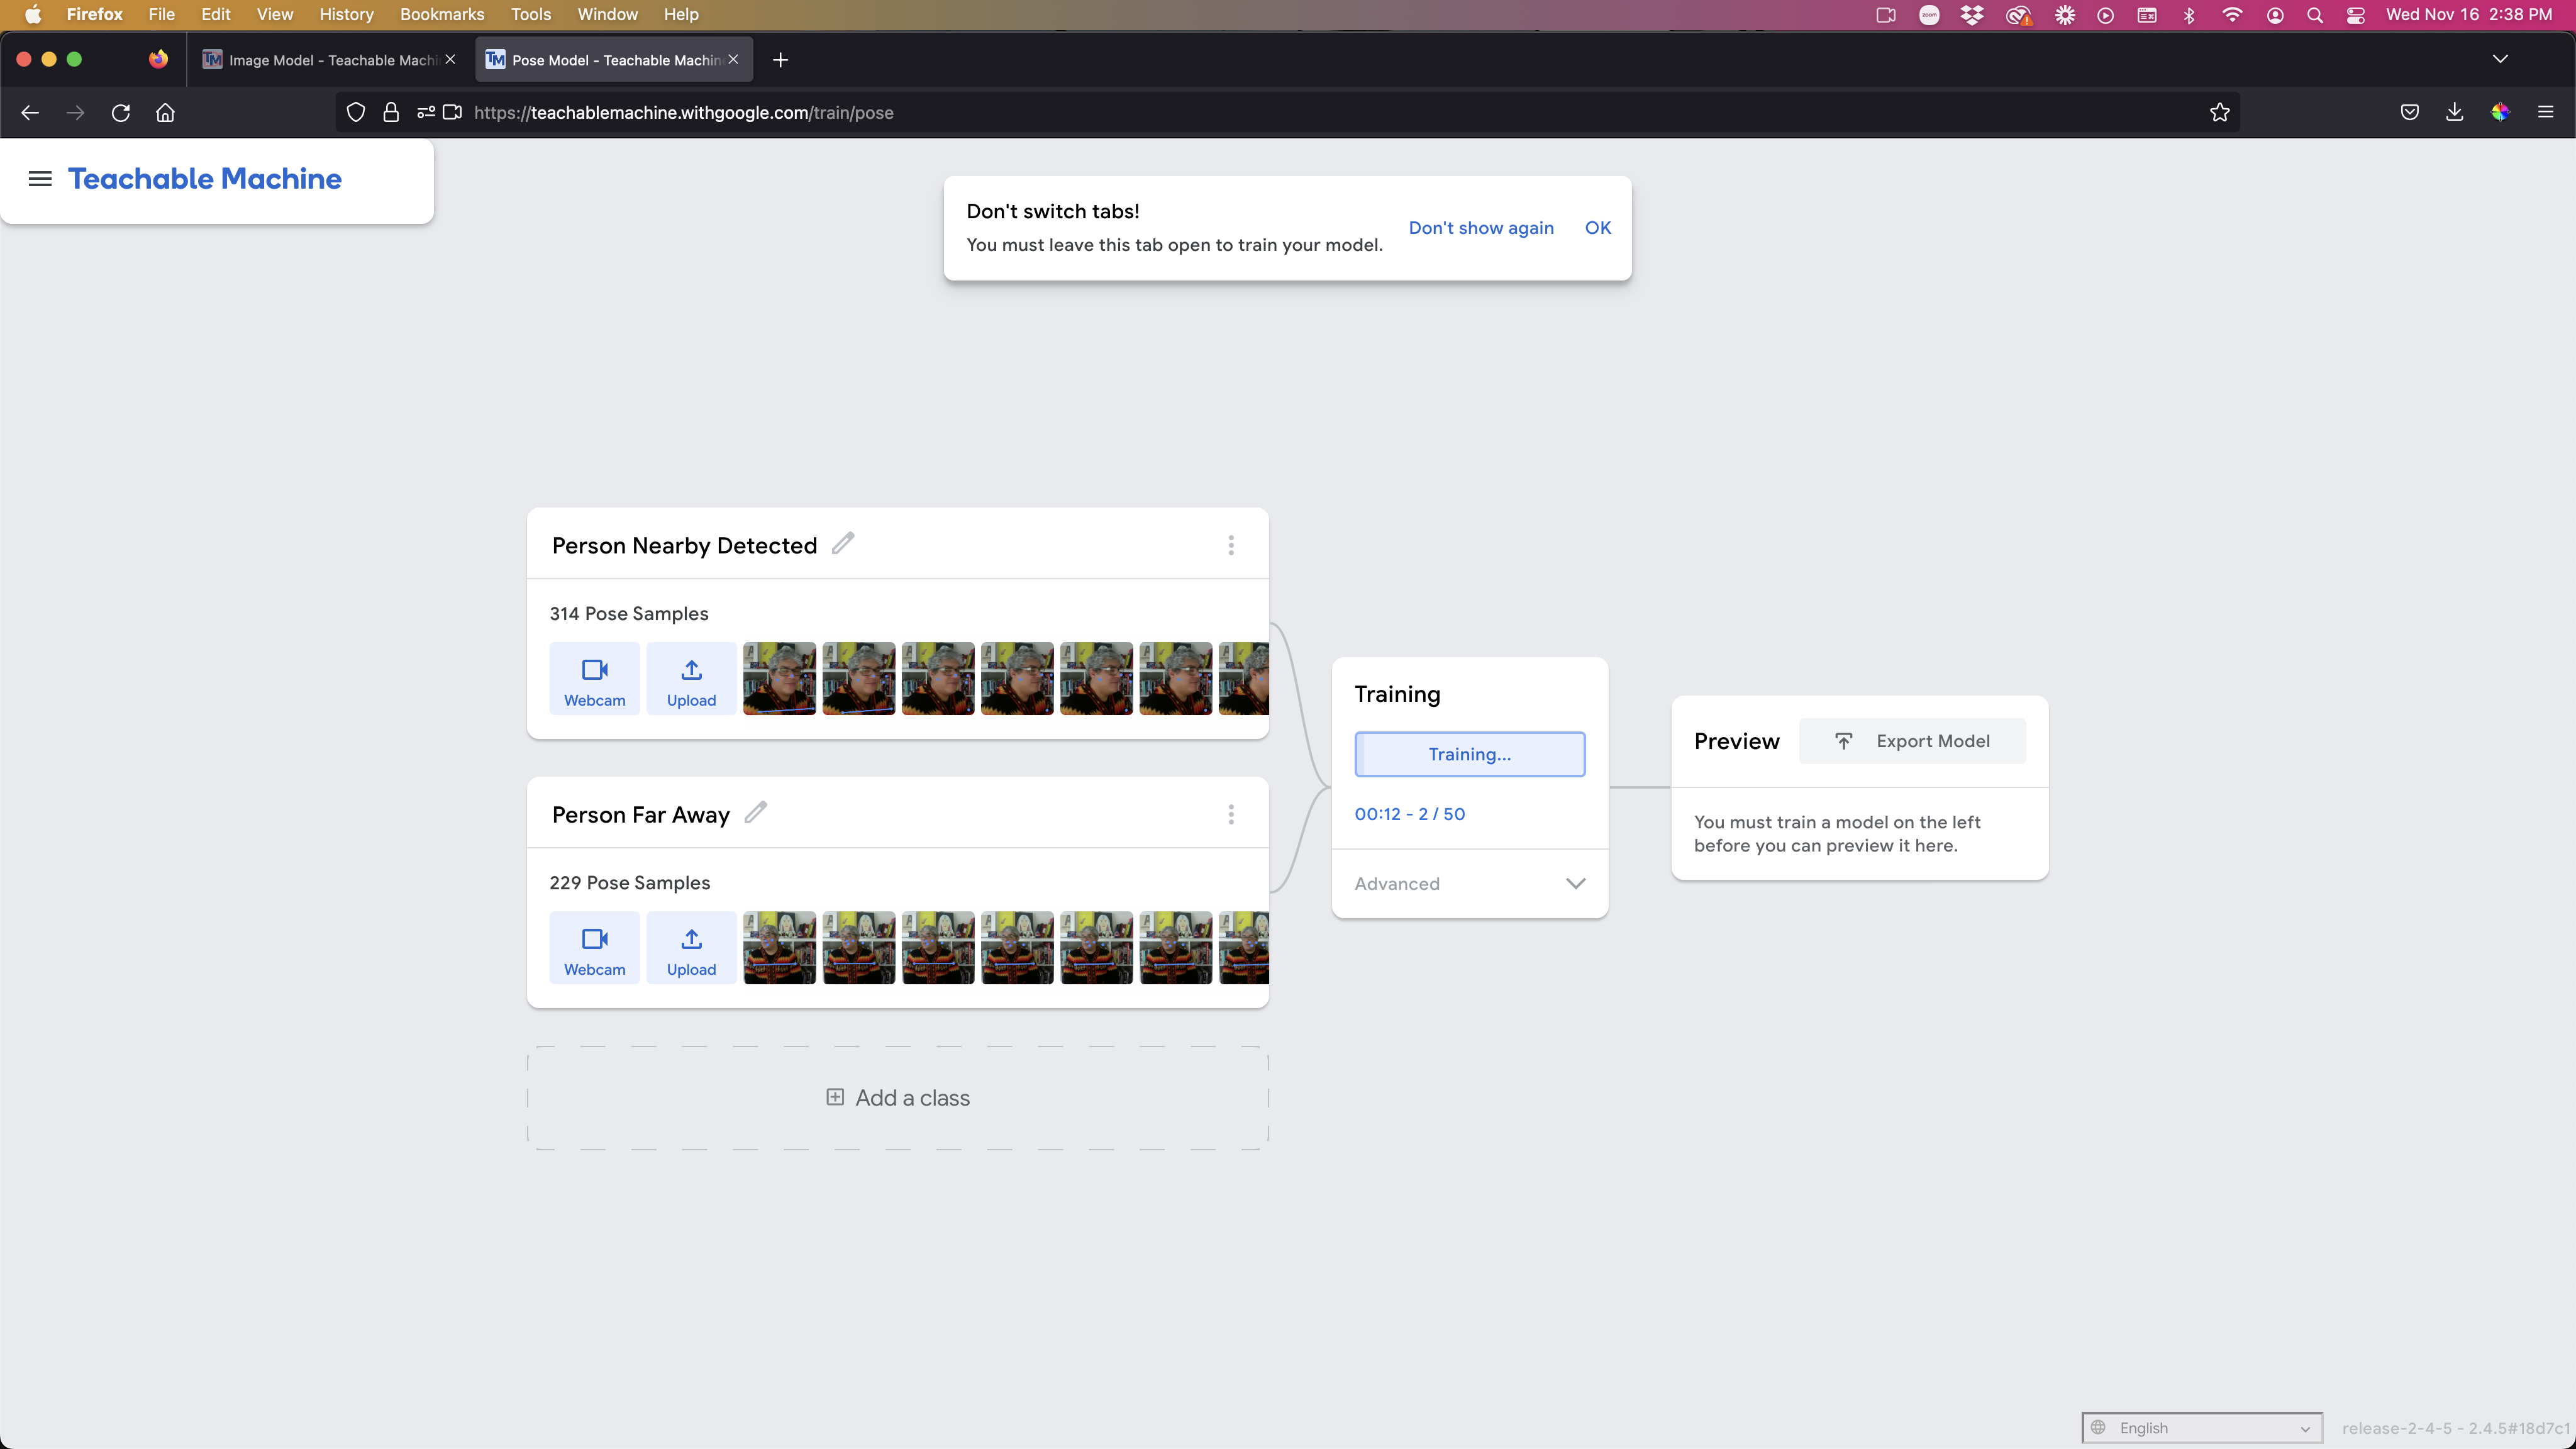 Firefox File Edit View History Bookmarks Tools Window Help zoom Wed Nov 16 2:38 PM
TM Image Model - Teachable Machi TM Pose Model - Teachable Machin
https://teachablemachine.withgoogle.com/train/pose
Teachable Machine
Don't switch tabs!
You must leave this tab open to train your model.
Don't show again OK
Person Nearby Detected
314 Pose Samples
Webcam Upload
Person Far Away
229 Pose Samples
Webcam Upload
Add a class
Training
Training...
00:12 - 2 / 50
Advanced
Preview Export Model
You must train a model on the left
before you can preview it here.
English release-2-4-5 - 2.4.5#18d7c1